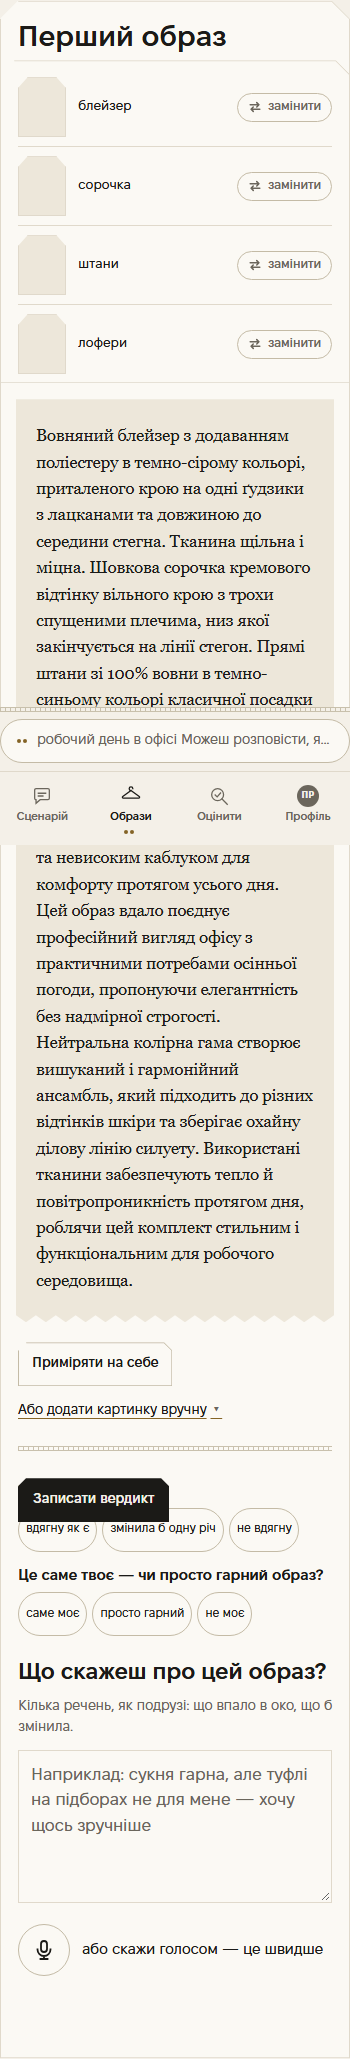 Перший образ
блейзер
замінити
сорочка
замінити
штани
замінити
лофери
замінити
Вовняний блейзер з додаванням
поліестеру в темно-сірому кольорі,
приталеного крою на одні ґудзики
з лацканами та довжиною до
середини стегна. Тканина щільна і
міцна. Шовкова сорочка кремового
відтінку вільного крою з трохи
спущеними плечима, низ якої
закінчується на лінії стегон. Прямі
штани зі 100% вовни в темно-
синьому кольорі класичної посадки
робочий день в офісі Можеш розповісти, я...
Сценарій
Образи
Оцінити
ПР
Профіль
та невисоким каблуком для
комфорту протягом усього дня.
Цей образ вдало поєднує
професійний вигляд офісу з
практичними потребами осінньої
погоди, пропонуючи елегантність
без надмірної строгості.
Нейтральна колірна гама створює
вишуканий і гармонійний
ансамбль, який підходить до різних
відтінків шкіри та зберігає охайну
ділову лінію силуету. Використані
тканини забезпечують тепло й
повітропроникність протягом дня,
роблячи цей комплект стильним і
функціональним для робочого
середовища.
Приміряти на себе
Або додати картинку вручну
Записати вердикт
вдягну як є
змінила б одну річ
не вдягну
Це саме твоє — чи просто гарний образ?
саме моє
просто гарний
не моє
Що скажеш про цей образ?
Кілька речень, як подрузі: що впало в око, що б
змінила.
Наприклад: сукня гарна, але туфлі
на підборах не для мене — хочу
щось зручніше
або скажи голосом — це швидше